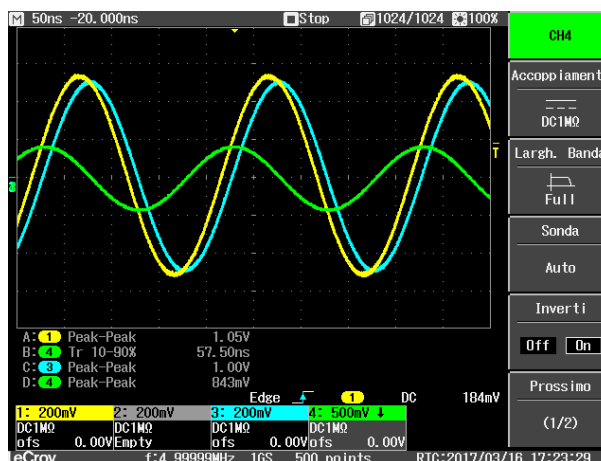 M 50ns -20.000ns Stop 1024/1024 100%
CH4
Accoppiament
DC1MΩ
Largh. Banda
Full
Sonda
Auto
Inverti
Off On
Prossimo
(1/2)
T
3
A: 1 Peak-Peak 1.05V
B: 4 Tr 10-90% 57.50ns
C: 3 Peak-Peak 1.00V
D: 4 Peak-Peak 843mV
Edge 1 DC 184mV
1: 200mV 2: 200mV 3: 200mV 4: 500mV ↓
DC1MΩ DC1MΩ DC1MΩ DC1MΩ
ofs 0.00V Empty ofs 0.00V ofs 0.00V
LeCroy f:4.99999MHz 1GS 500 points RTC:2017/03/16 17:23:29